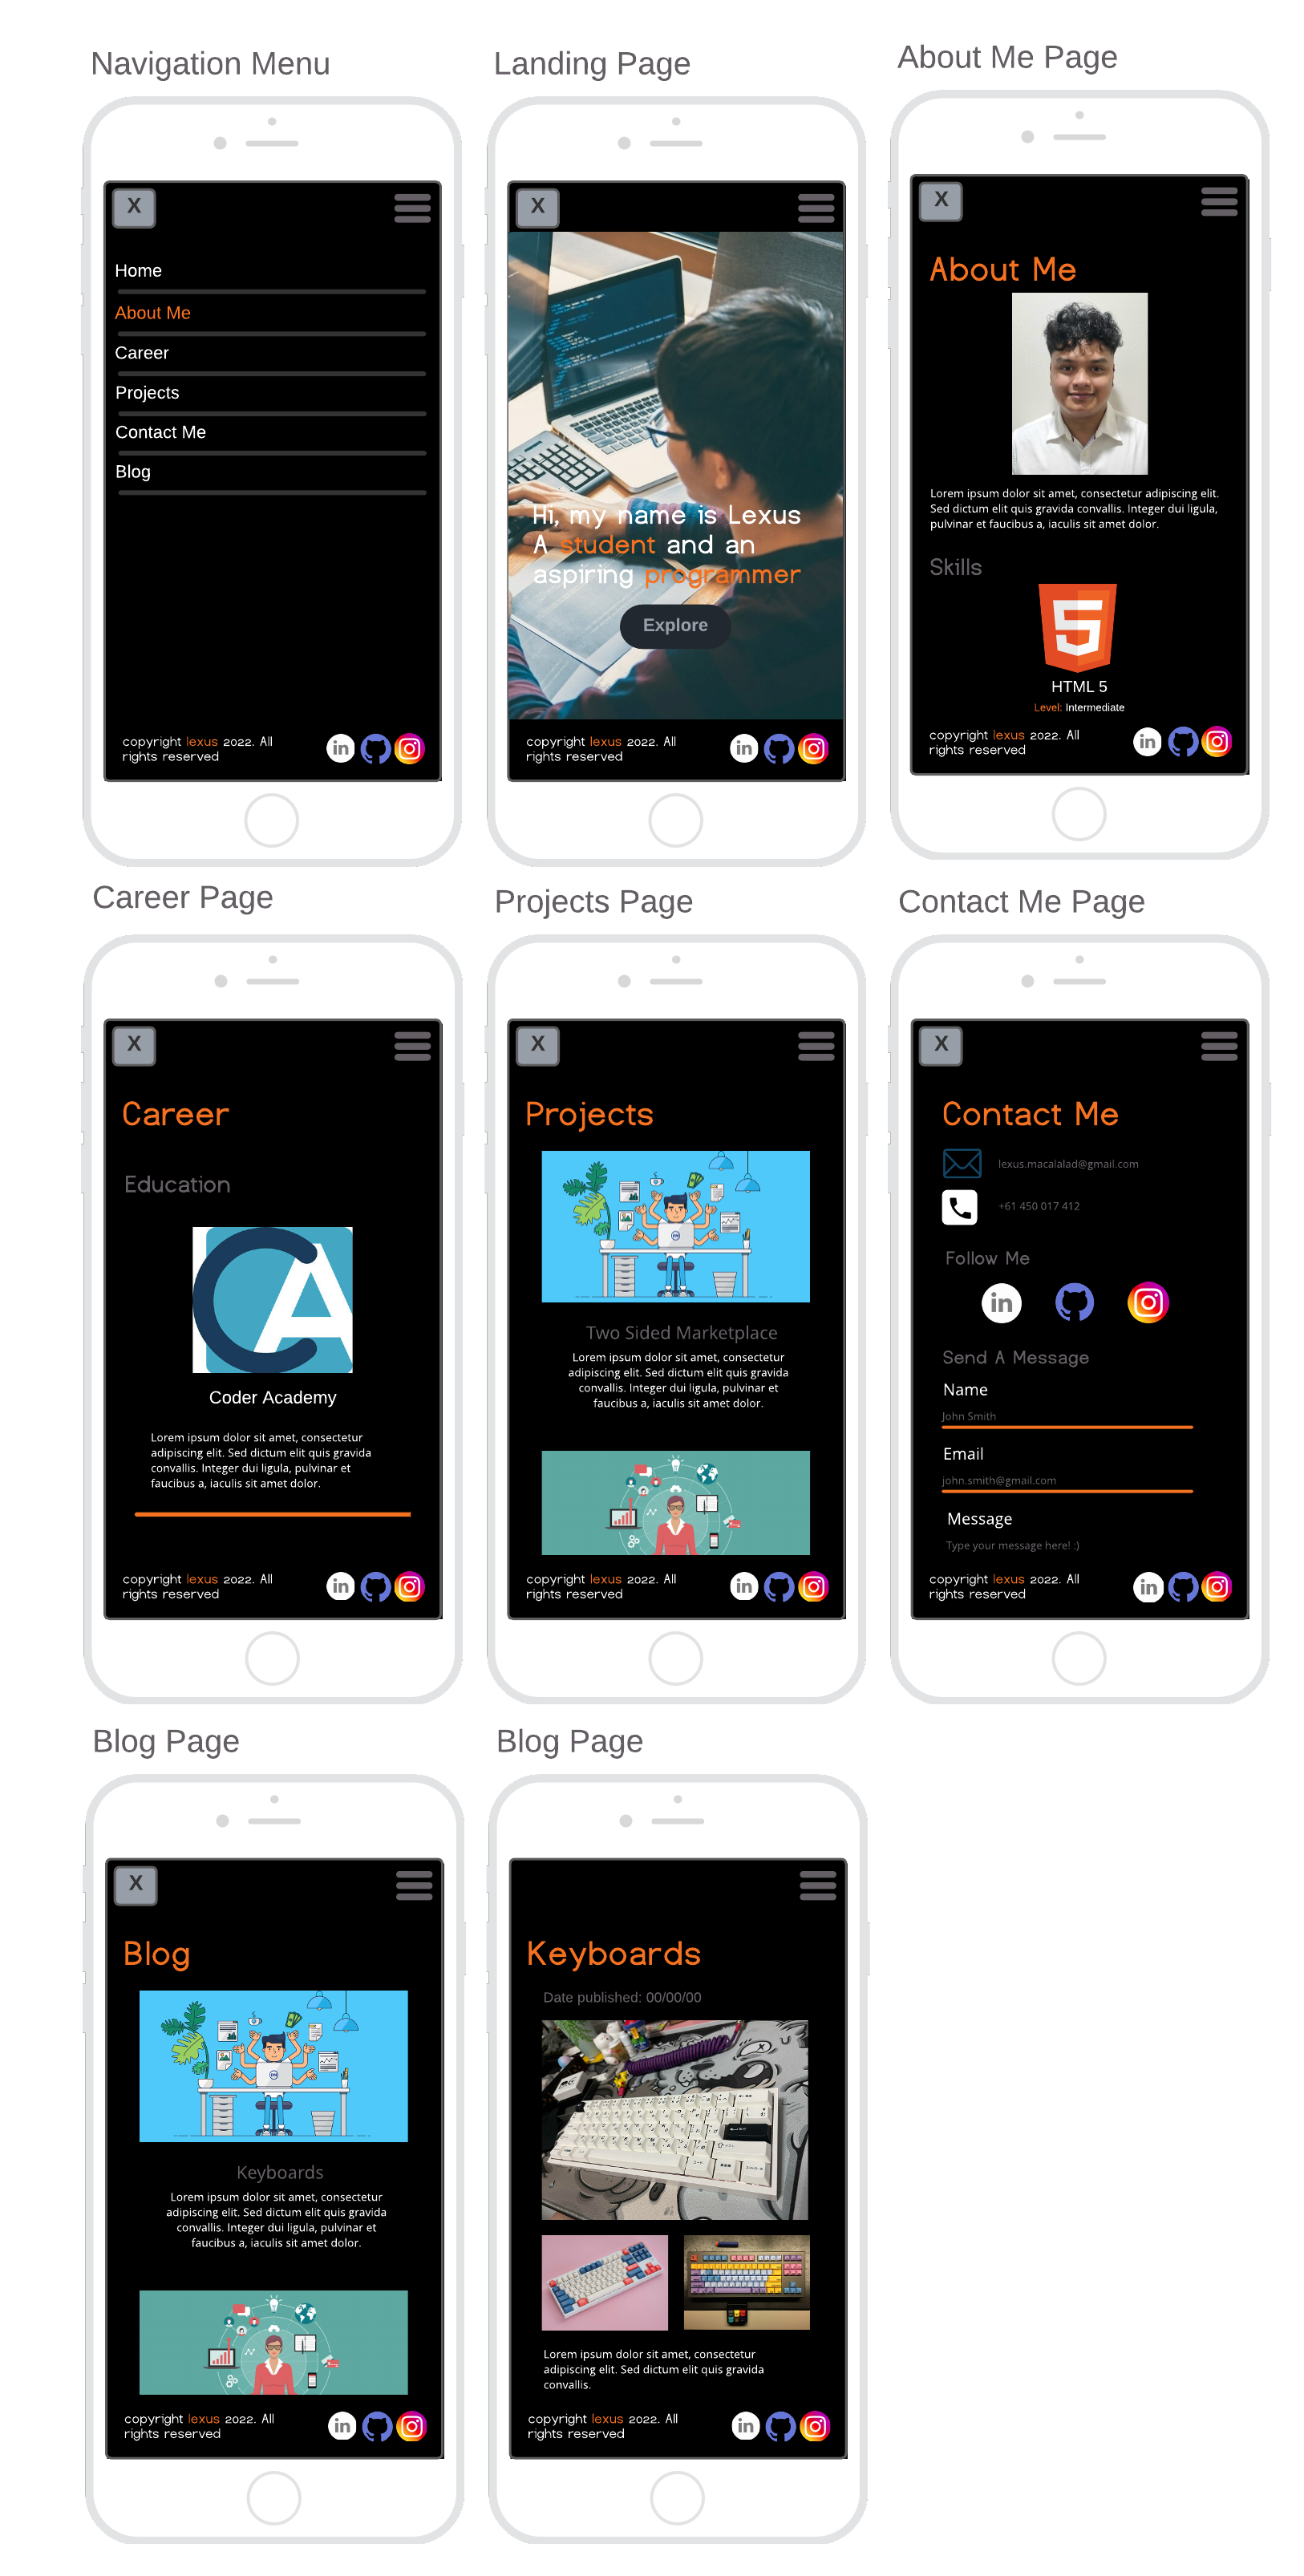 Navigation Menu
X
Home
About Me
Career
Projects
Contact Me
Blog
copyright lexus 2022. All
rights reserved
in
Landing Page
X
Hi, my name is Lexus
A student and an
aspiring programmer
Explore
copyright lexus 2022. All
rights reserved
in
About Me Page
X
About Me
Lorem ipsum dolor sit amet, consectetur adipiscing elit.
Sed dictum elit quis gravida convallis. Integer dui ligula,
pulvinar et faucibus a, iaculis sit amet dolor.
Skills
5
HTML 5
Level: Intermediate
copyright lexus 2022. All
rights reserved
in
Career Page
X
Career
Education
CA
Coder Academy
Lorem ipsum dolor sit amet, consectetur
adipiscing elit. Sed dictum elit quis gravida
convallis. Integer dui ligula, pulvinar et
faucibus a, iaculis sit amet dolor.
copyright lexus 2022. All
rights reserved
in
Projects Page
X
Projects
Two Sided Marketplace
Lorem ipsum dolor sit amet, consectetur
adipiscing elit. Sed dictum elit quis gravida
convallis. Integer dui ligula, pulvinar et
faucibus a, iaculis sit amet dolor.
copyright lexus 2022. All
rights reserved
in
Contact Me Page
X
Contact Me
lexus.macalalad@gmail.com
+61 450 017 412
Follow Me
in
Send A Message
Name
John Smith
Email
john.smith@gmail.com
Message
Type your message here! :)
copyright lexus 2022. All
rights reserved
in
Blog Page
X
Blog
Keyboards
Lorem ipsum dolor sit amet, consectetur
adipiscing elit. Sed dictum elit quis gravida
convallis. Integer dui ligula, pulvinar et
faucibus a, iaculis sit amet dolor.
copyright lexus 2022. All
rights reserved
in
Blog Page
Keyboards
Date published: 00/00/00
Lorem ipsum dolor sit amet, consectetur
adipiscing elit. Sed dictum elit quis gravida
convallis.
copyright lexus 2022. All
rights reserved
in